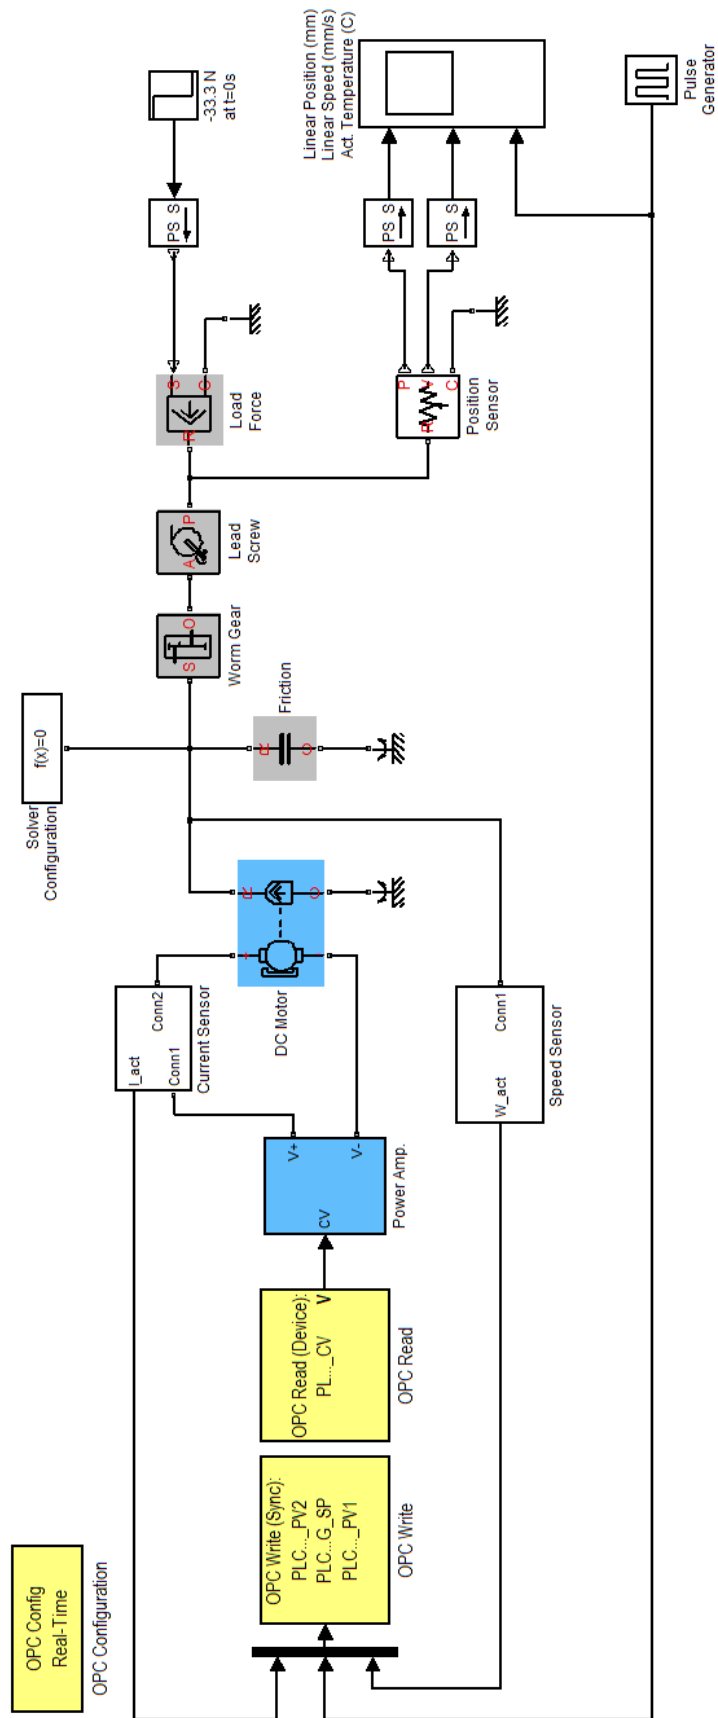 OPC Config
Real-Time
OPC Configuration
OPC Write (Sync):
PLC..._PV2
PLC...G_SP
PLC..._PV1
OPC Write
OPC Read (Device):
PL..._CV
V
OPC Read
CV
V+
V-
Power Amp.
I_act
Conn1
Conn2
Current Sensor
+
R
C
DC Motor
W_act
Conn1
Speed Sensor
f(x)=0
Solver
Configuration
R
C
Friction
S
O
Worm Gear
A
P
Lead
Screw
R
S
C
Load
Force
R
P
V
C
Position
Sensor
PS S
PS S
PS S
-33.3 N
at t=0s
Linear Position (mm)
Linear Speed (mm/s)
Act. Temperature (C)
Pulse
Generator